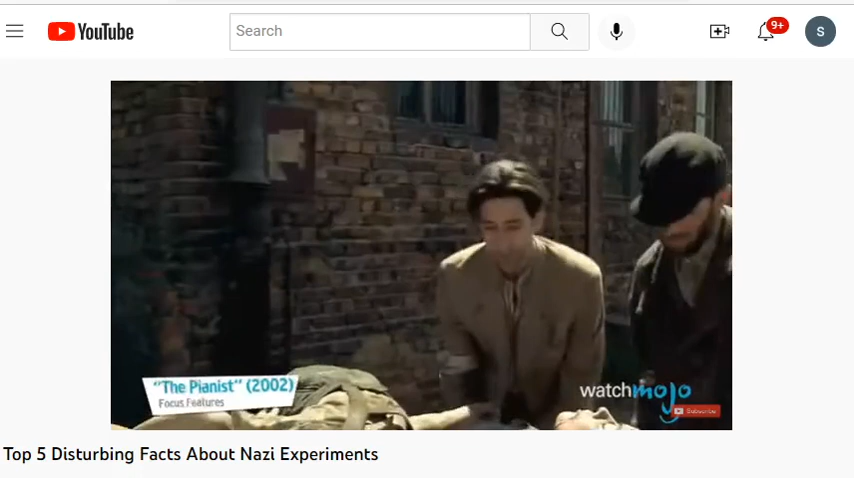 YouTube
Search
9+
S
"The Pianist" (2002)
Focus Features
watchmojo
Subscribe
Top 5 Disturbing Facts About Nazi Experiments